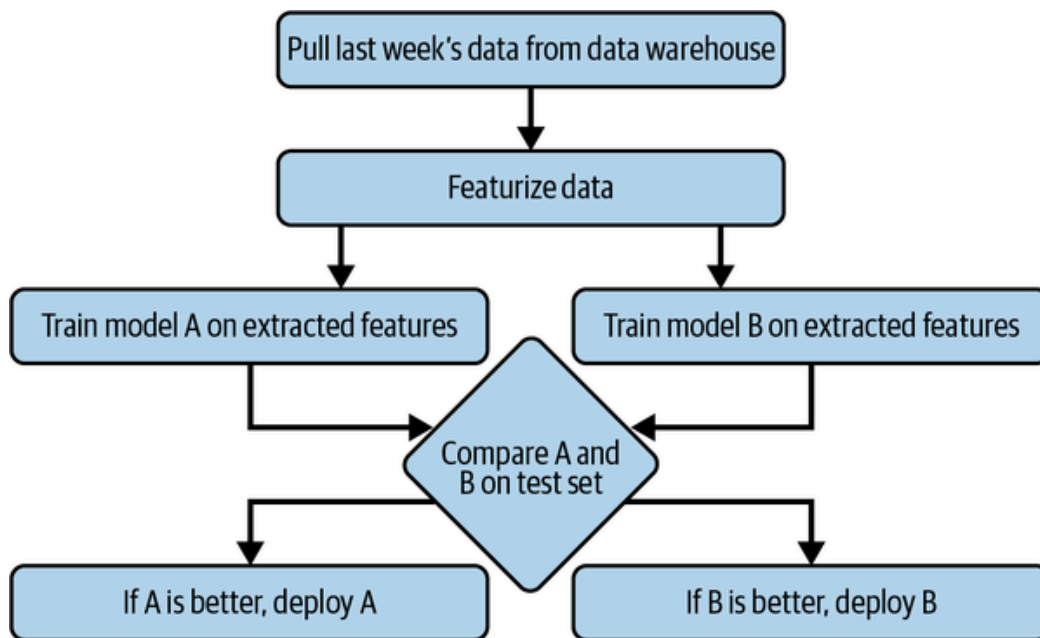 Pull last week’s data from data warehouse
Featurize data
Train model A on extracted features
Train model B on extracted features
Compare A and
B on test set
If A is better, deploy A
If B is better, deploy B